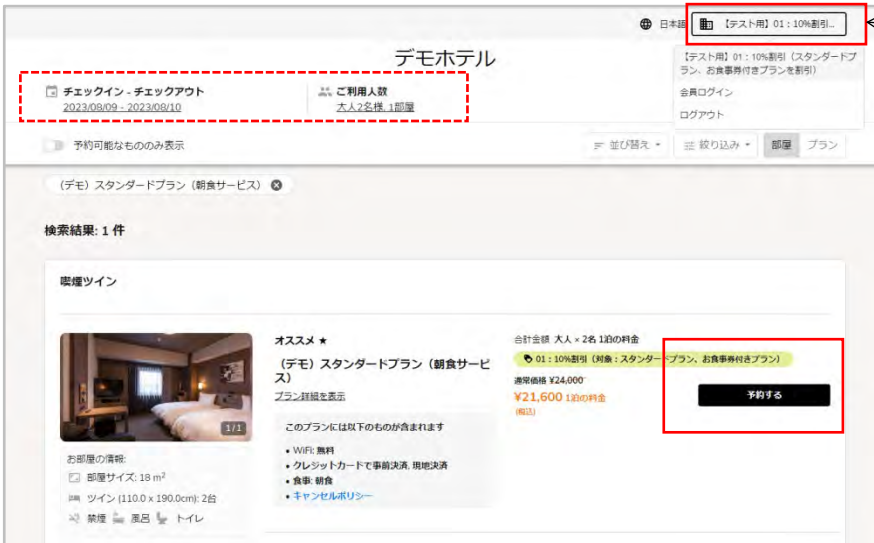 日本語 【テスト用】01：10%割引...
デモホテル
【テスト用】01：10%割引（スタンダードプ
ラン、お食事券付きプランを割引）
会員ログイン
ログアウト
チェックイン - チェックアウト
2023/08/09 - 2023/08/10
ご利用人数
大人2名様, 1部屋
予約可能なもののみ表示
並び替え
絞り込み
部屋 プラン
（デモ）スタンダードプラン（朝食サービス）
検索結果: 1 件
喫煙ツイン
1/1
お部屋の情報:
部屋サイズ: 18 m²
ツイン (110.0 x 190.0cm): 2台
禁煙 風呂 トイレ
オススメ ★
（デモ）スタンダードプラン（朝食サービ
ス）
プラン詳細を表示
このプランには以下のものが含まれます
• WiFi: 無料
• クレジットカードで事前決済, 現地決済
• 食事: 朝食
• キャンセルポリシー
合計金額 大人 × 2名 1泊の料金
01：10%割引（対象：スタンダードプラン、お食事券付きプラン）
通常価格 ¥24,000
¥21,600 1泊の料金
(税込)
予約する